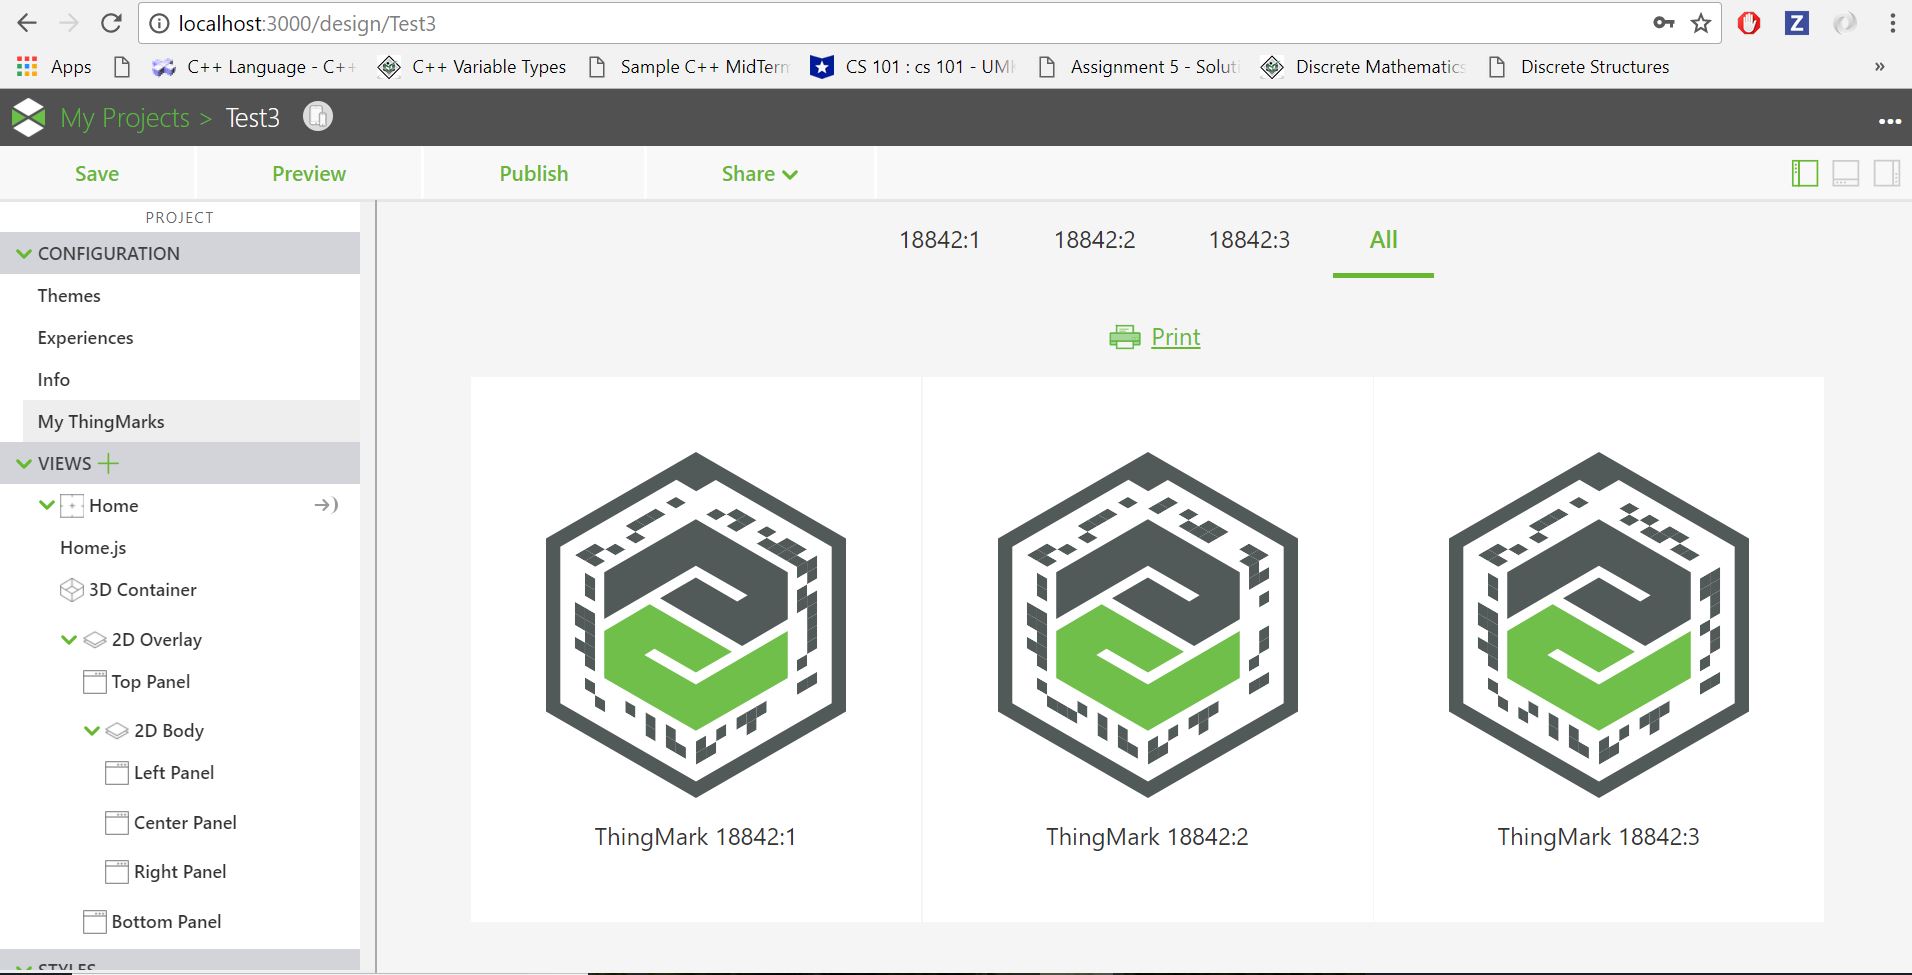 localhost:3000/design/Test3
Apps C++ Language - C++ C++ Variable Types Sample C++ MidTerm CS 101 : cs 101 - UMK Assignment 5 - Soluti Discrete Mathematics Discrete Structures »
My Projects > Test3
Save Preview Publish Share
PROJECT
CONFIGURATION
Themes
Experiences
Info
My ThingMarks
VIEWS
Home
Home.js
3D Container
2D Overlay
Top Panel
2D Body
Left Panel
Center Panel
Right Panel
Bottom Panel
STYLES
18842:1 18842:2 18842:3 All
Print
ThingMark 18842:1 ThingMark 18842:2 ThingMark 18842:3